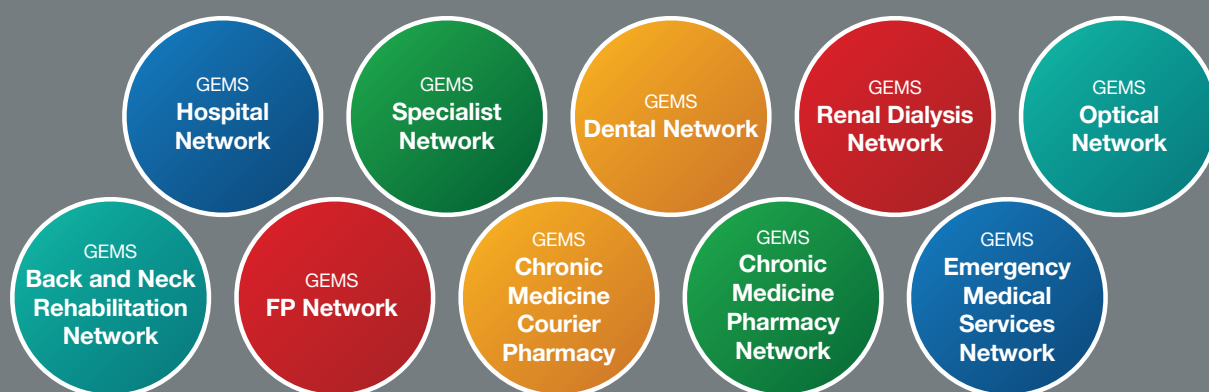 GEMS
Hospital
Network
GEMS
Specialist
Network
GEMS
Dental Network
GEMS
Renal Dialysis
Network
GEMS
Optical
Network
GEMS
Back and Neck
Rehabilitation
Network
GEMS
FP Network
GEMS
Chronic
Medicine
Courier
Pharmacy
GEMS
Chronic
Medicine
Pharmacy
Network
GEMS
Emergency
Medical
Services
Network